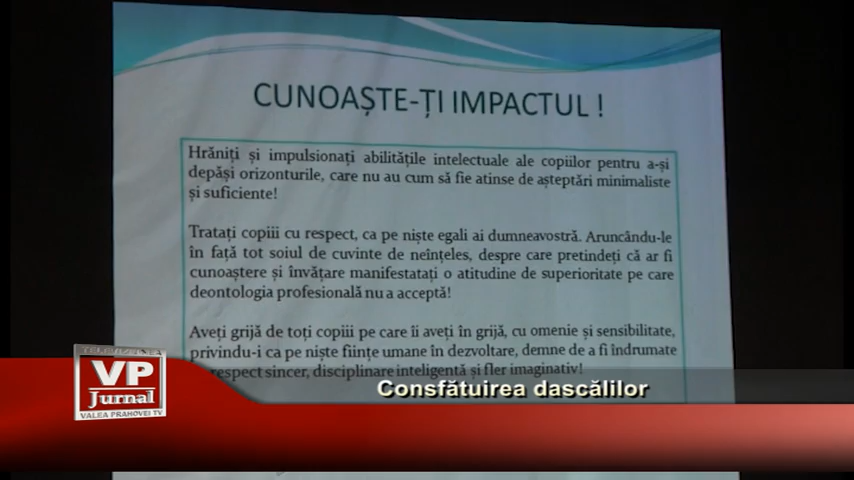 CUNOAȘTE-ȚI IMPACTUL !
Hrăniți și impulsionați abilitățile intelectuale ale copiilor pentru a-și
depăși orizonturile, care nu au cum să fie atinse de așteptări minimaliste
și suficiente!
Tratați copiii cu respect, ca pe niște egali ai dumneavostră. Aruncându-le
în față tot soiul de cuvinte de neînțeles, despre care pretindeți că ar fi
cunoaștere și învățare manifestatați o atitudine de superioritate pe care
deontologia profesională nu a acceptă!
Aveți grijă de toți copiii pe care îi aveți în grijă, cu omenie și sensibilitate,
privindu-i ca pe niște ființe umane în dezvoltare, demne de a fi îndrumate
respect sincer, disciplinare inteligentă și fler imaginativ!
VP
Jurnal
VALEA PRAHOVEI TV
Consfătuirea dascălilor